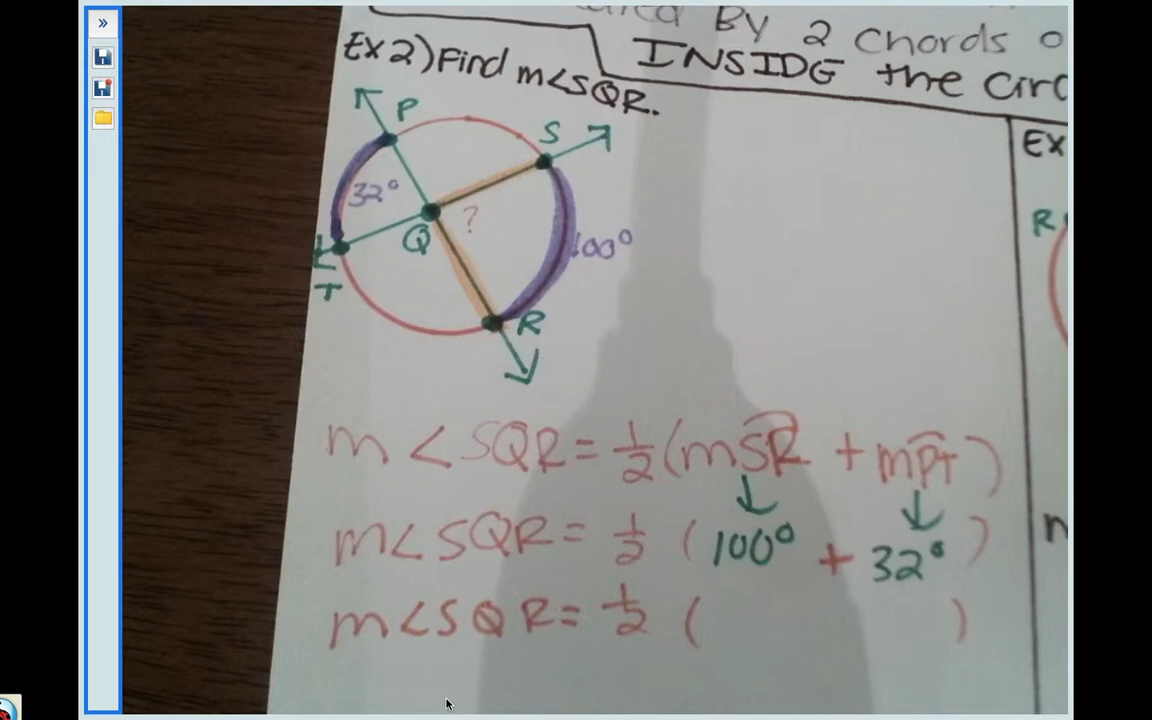 By 2 Chords
INSIDE the Circ
Ex 2) Find m<SQR.
EX
P
S
32°
R
Q
?
100°
T
R
m<SQR = 1/2 (mSR + mPT)
m<SQR = 1/2 (100° + 32°)
m<SQR = 1/2 ( )